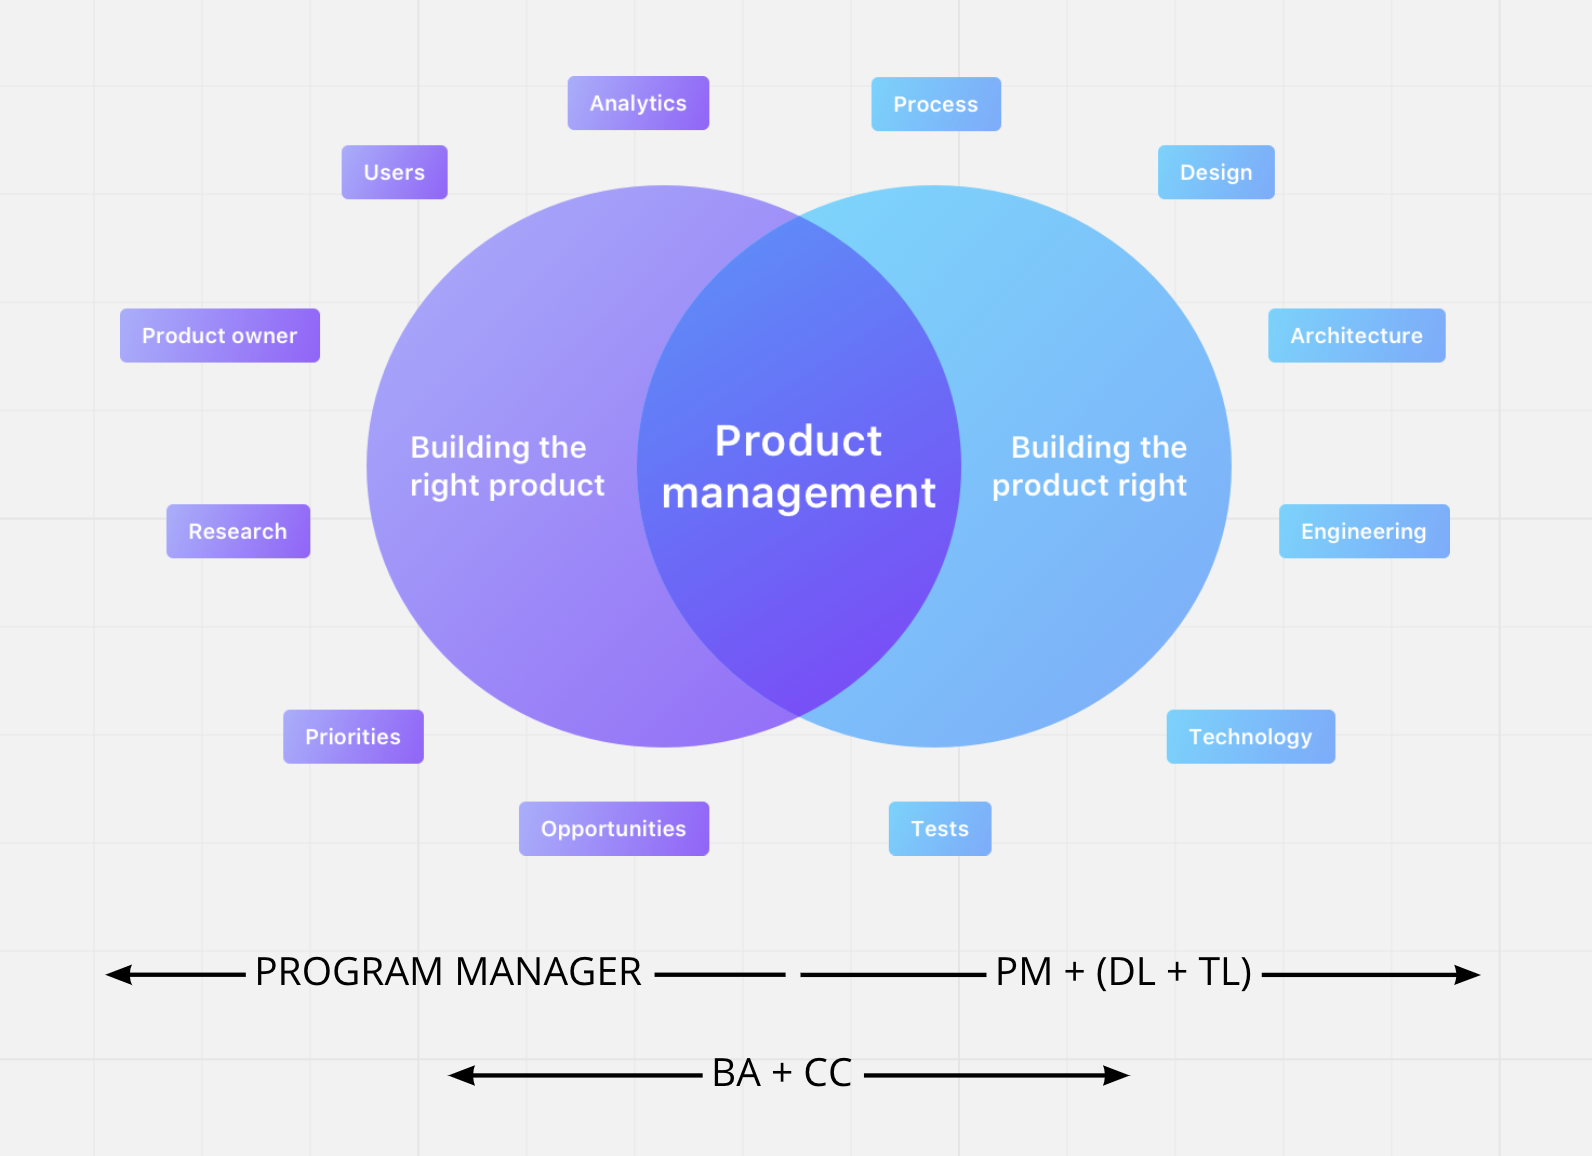 Analytics
Process
Users
Design
Product owner
Architecture
Building the
right product
Product
management
Building the
product right
Research
Engineering
Priorities
Technology
Opportunities
Tests
PROGRAM MANAGER
PM + (DL + TL)
BA + CC